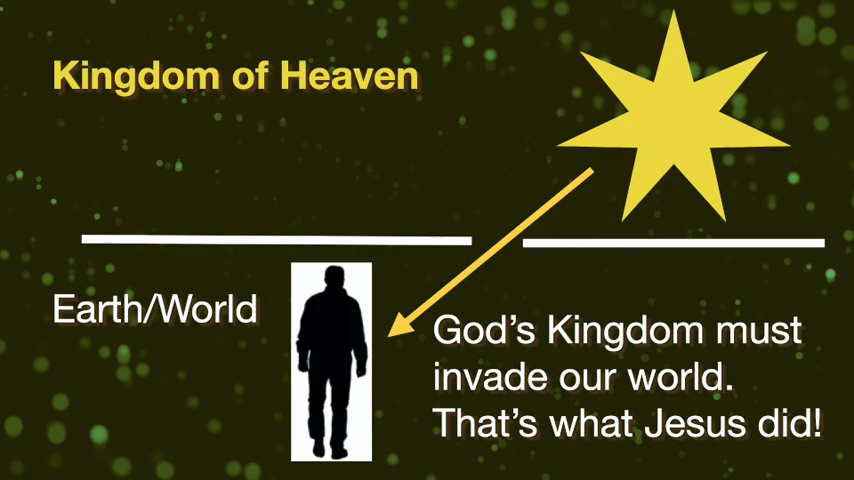 Kingdom of Heaven
Earth/World
God's Kingdom must
invade our world.
That's what Jesus did!